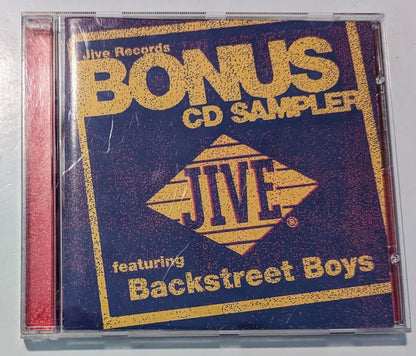 Jive Records
BONUS
CD SAMPLER
JIVE®
featuring
Backstreet Boys